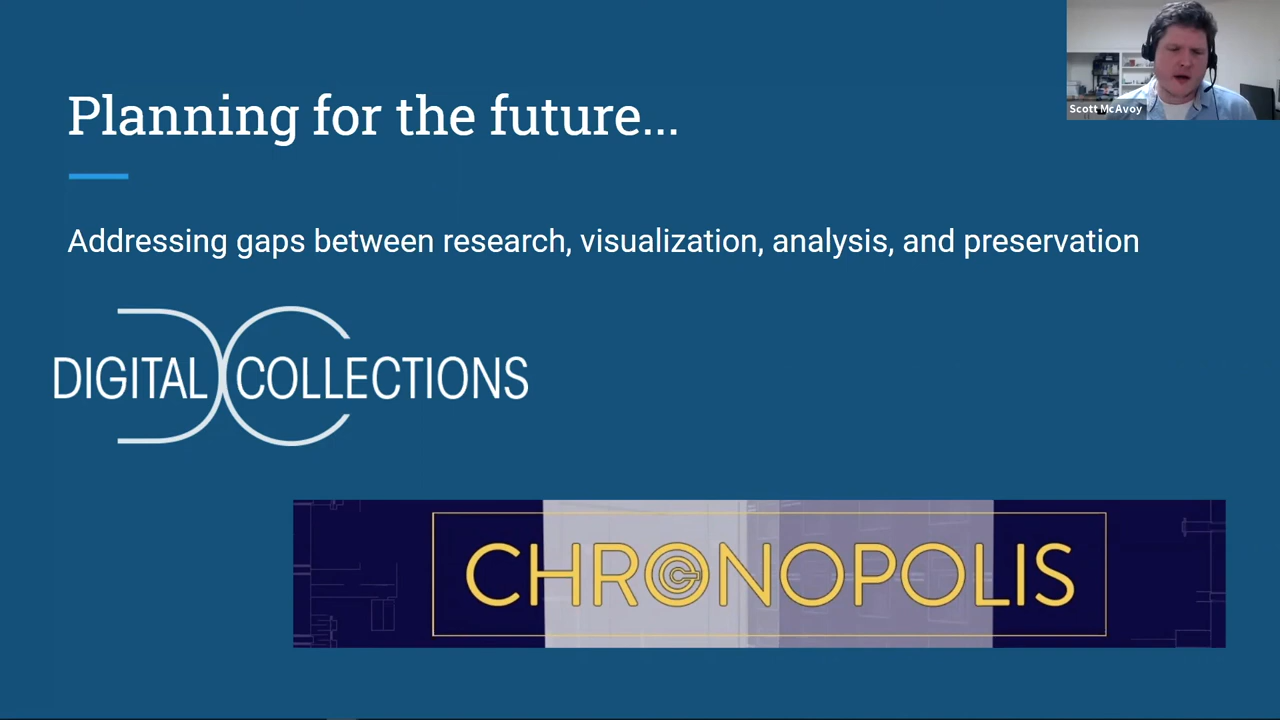 Planning for the future...
Scott McAvoy
Addressing gaps between research, visualization, analysis, and preservation
DIGITAL COLLECTIONS
CHRONOPOLIS